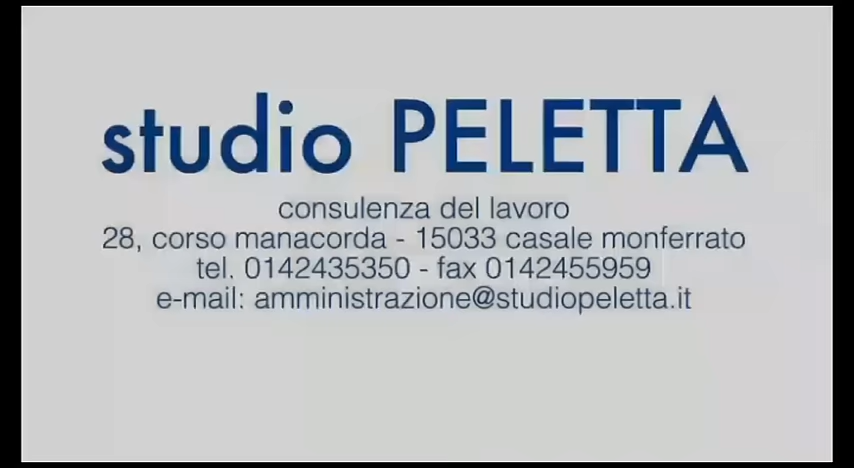 studio PELETTA
consulenza del lavoro
28, corso manacorda - 15033 casale monferrato
tel. 0142435350 - fax 0142455959
e-mail: amministrazione@studiopeletta.it